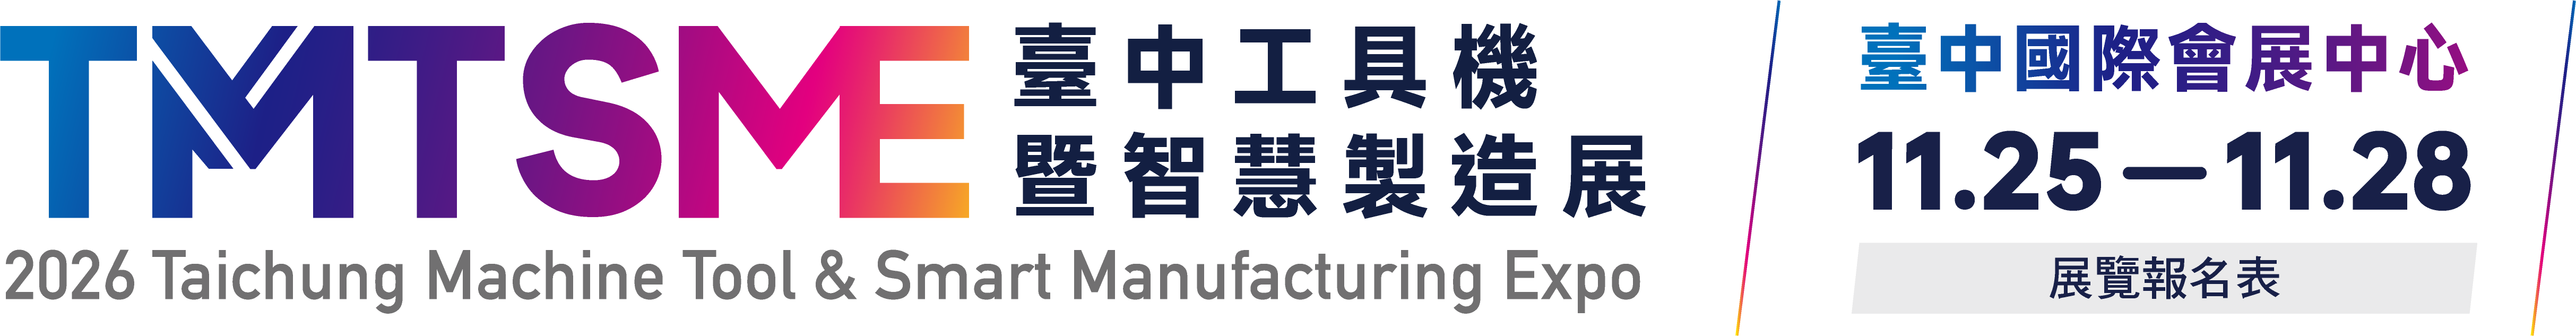 TMTSME
臺中工具機
暨智慧製造展
2026 Taichung Machine Tool & Smart Manufacturing Expo
臺中國際會展中心
11.25—11.28
展覽報名表